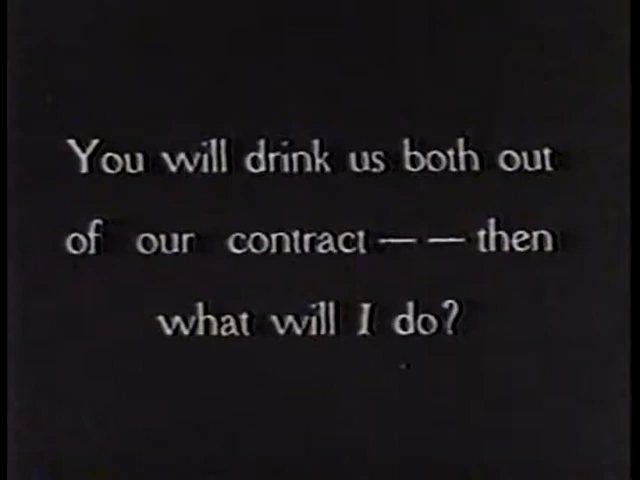 You will drink us both out
of our contract — — then
what will I do?